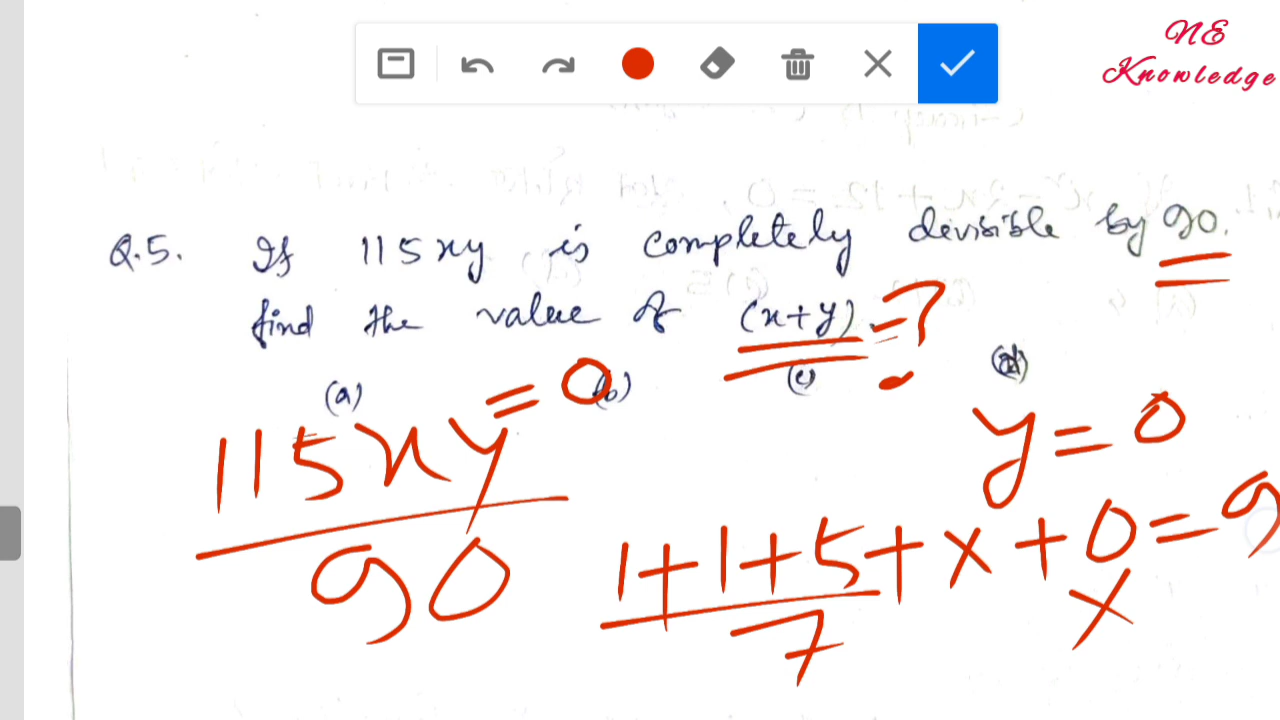 NE
Knowledge
Q.5. If 115xy is completely devisible by 90.
find the value of (x+y) = ?
(a) (b) (c) (d)
115xy = 0
90
y = 0
1+1+5+x+0=9
7 x